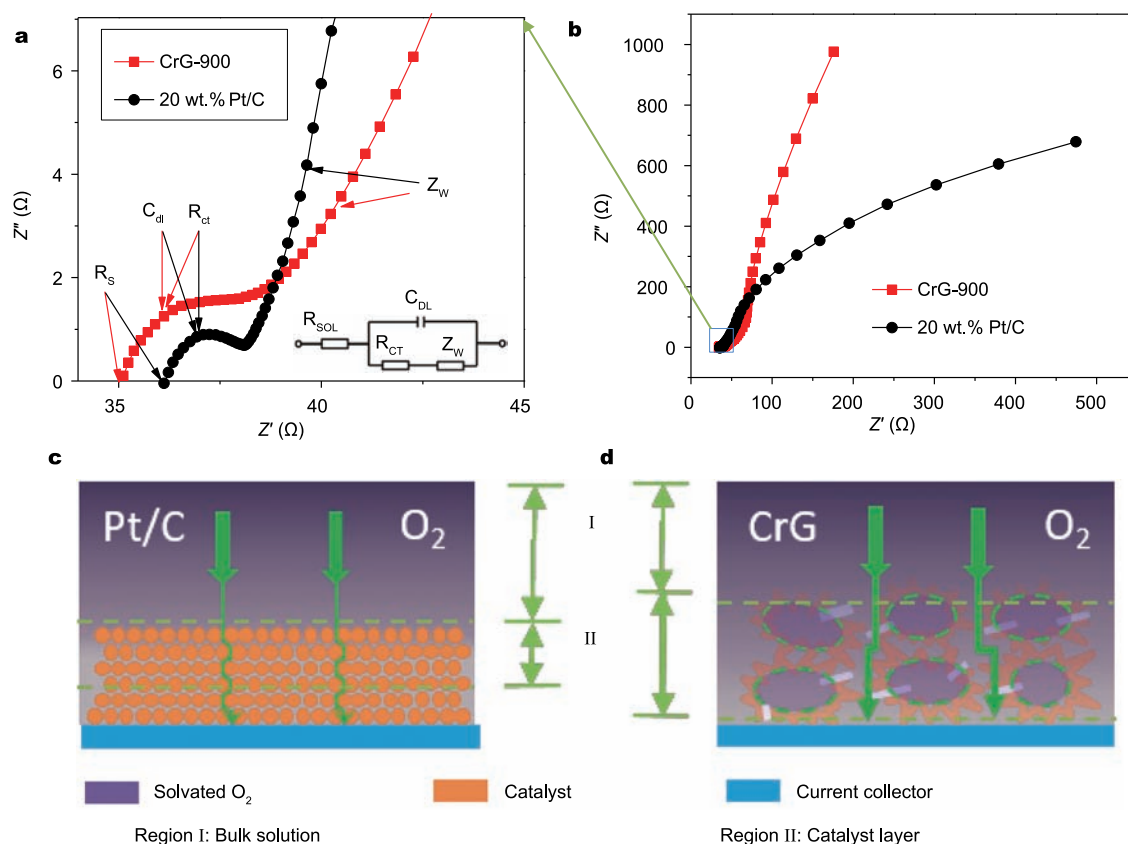 a
CrG-900
20 wt.% Pt/C
Z" (Ω)
6
4
2
0
C_dl
R_ct
R_S
Z_W
C_DL
R_SOL
R_CT
Z_W
35
40
45
Z' (Ω)
b
Z" (Ω)
1000
800
600
400
200
0
CrG-900
20 wt.% Pt/C
0
100
200
300
400
500
Z' (Ω)
c
Pt/C
O₂
I
II
d
CrG
O₂
Solvated O₂
Catalyst
Current collector
Region I: Bulk solution
Region II: Catalyst layer